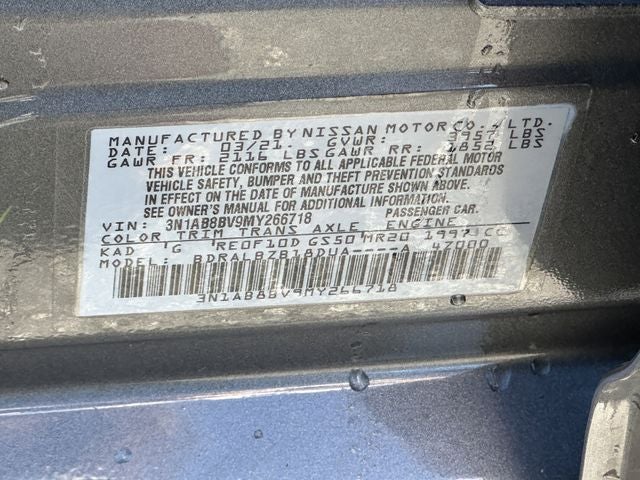 MANUFACTURED BY NISSAN MOTOR CO., LTD.
DATE: 03/21. GVWR: 3957 LBS
GAWR FR: 2116 LBS GAWR RR: 1852 LBS
THIS VEHICLE CONFORMS TO ALL APPLICABLE FEDERAL MOTOR
VEHICLE SAFETY, BUMPER AND THEFT PREVENTION STANDARDS
IN EFFECT ON THE DATE OF MANUFACTURE SHOWN ABOVE.
SEE OWNER'S MANUAL FOR ADDITIONAL INFORMATION.
VIN: 3N1AB8BV9MY266718 PASSENGER CAR.
COLOR TRIM TRANS AXLE ENGINE
KAD G RE0F10D GS50 MR20 1997 CC
MODEL: BDRALBZB18DUA----A 47000
3N1AB8BV9MY266718